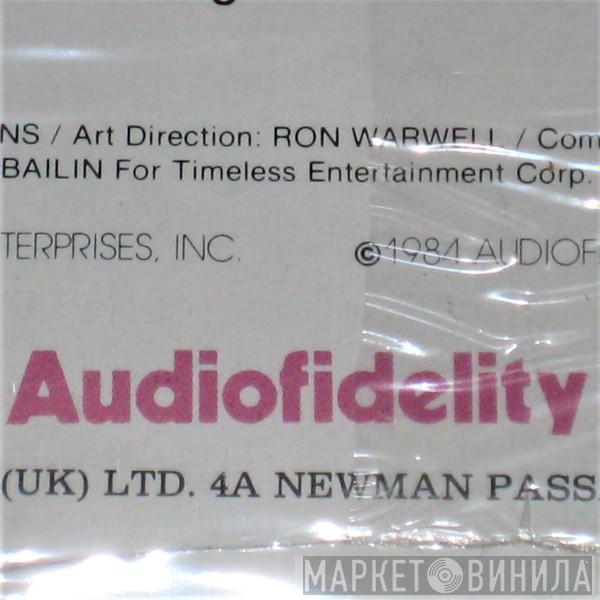 NS / Art Direction: RON WARWELL / Com
BAILIN For Timeless Entertainment Corp.
TERPRISES, INC. ©1984 AUDIOF
Audiofidelity
(UK) LTD. 4A NEWMAN PASS
МАРКЕТ ВИНИЛА